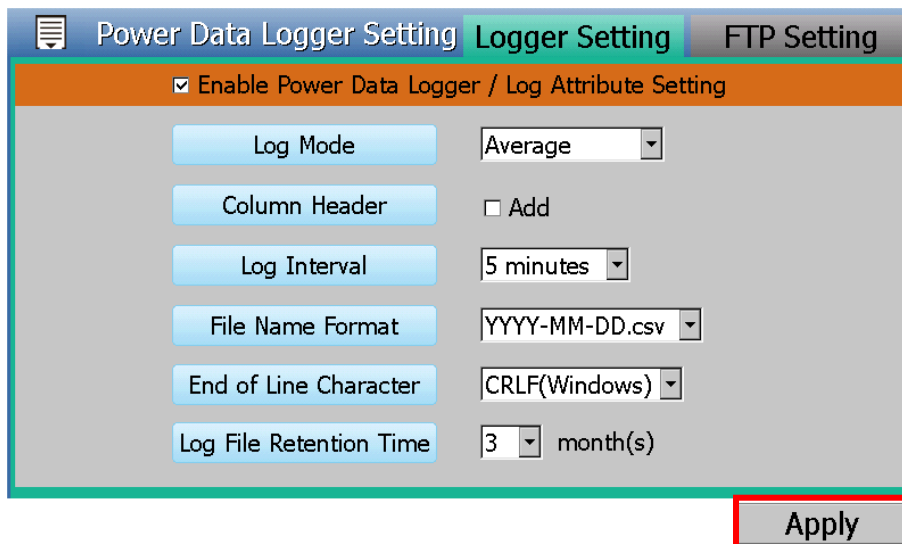 Power Data Logger Setting Logger Setting FTP Setting
Enable Power Data Logger / Log Attribute Setting
Log Mode Average
Column Header Add
Log Interval 5 minutes
File Name Format YYYY-MM-DD.csv
End of Line Character CRLF(Windows)
Log File Retention Time 3 month(s)
Apply